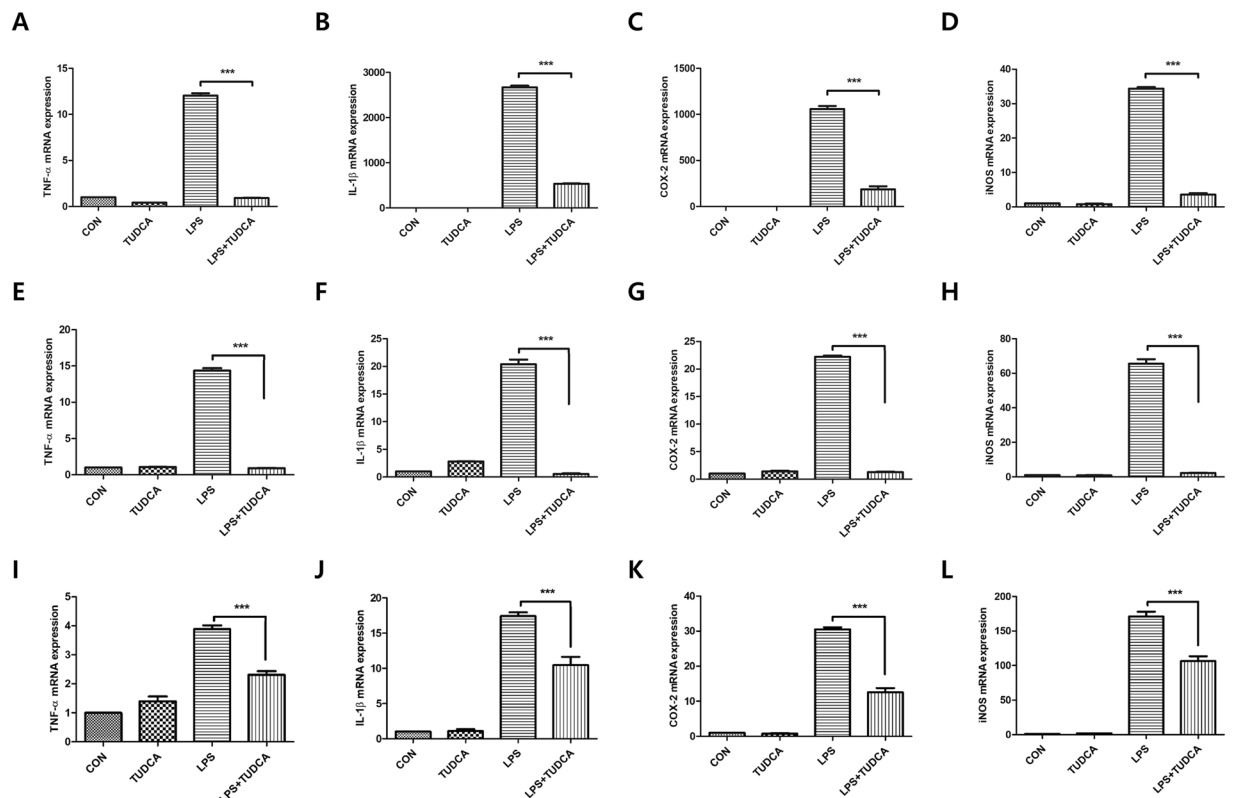 A
TNF-α mRNA expression
15
10
5
0
***
CON
TUDCA
LPS
LPS+TUDCA
B
IL-1β mRNA expression
3000
2000
1000
0
***
CON
TUDCA
LPS
LPS+TUDCA
C
COX-2 mRNA expression
1500
1000
500
0
***
CON
TUDCA
LPS
LPS+TUDCA
D
iNOS mRNA expression
40
30
20
10
0
***
CON
TUDCA
LPS
LPS+TUDCA
E
TNF-α mRNA expression
20
15
10
5
0
***
CON
TUDCA
LPS
LPS+TUDCA
F
IL-1β mRNA expression
25
20
15
10
5
0
***
CON
TUDCA
LPS
LPS+TUDCA
G
COX-2 mRNA expression
25
20
15
10
5
0
***
CON
TUDCA
LPS
LPS+TUDCA
H
iNOS mRNA expression
80
60
40
20
0
***
CON
TUDCA
LPS
LPS+TUDCA
I
TNF-α mRNA expression
5
4
3
2
1
0
***
CON
TUDCA
LPS
LPS+TUDCA
J
IL-1β mRNA expression
20
15
10
5
0
***
CON
TUDCA
LPS
LPS+TUDCA
K
COX-2 mRNA expression
40
30
20
10
0
***
CON
TUDCA
LPS
LPS+TUDCA
L
iNOS mRNA expression
200
150
100
50
0
***
CON
TUDCA
LPS
LPS+TUDCA